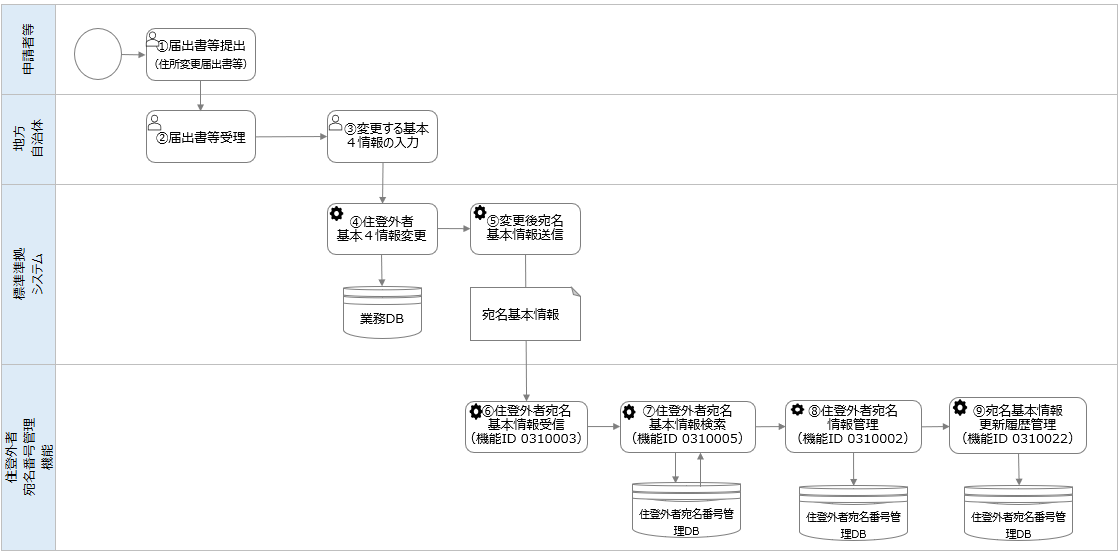 申請者等
①届出書等提出
（住所変更届出書等）
地方
自治体
②届出書等受理
③変更する基本
４情報の入力
標準準拠
システム
④住登外者
基本４情報変更
⑤変更後宛名
基本情報送信
業務DB
宛名基本情報
住登外者
宛名番号管理
機能
⑥住登外者宛名
基本情報受信
（機能ID 0310003）
⑦住登外者宛名
基本情報検索
（機能ID 0310005）
⑧住登外者宛名
情報管理
（機能ID 0310002）
⑨宛名基本情報
更新履歴管理
（機能ID 0310022）
住登外者宛名番号管
理DB
住登外者宛名番号管
理DB
住登外者宛名番号管
理DB